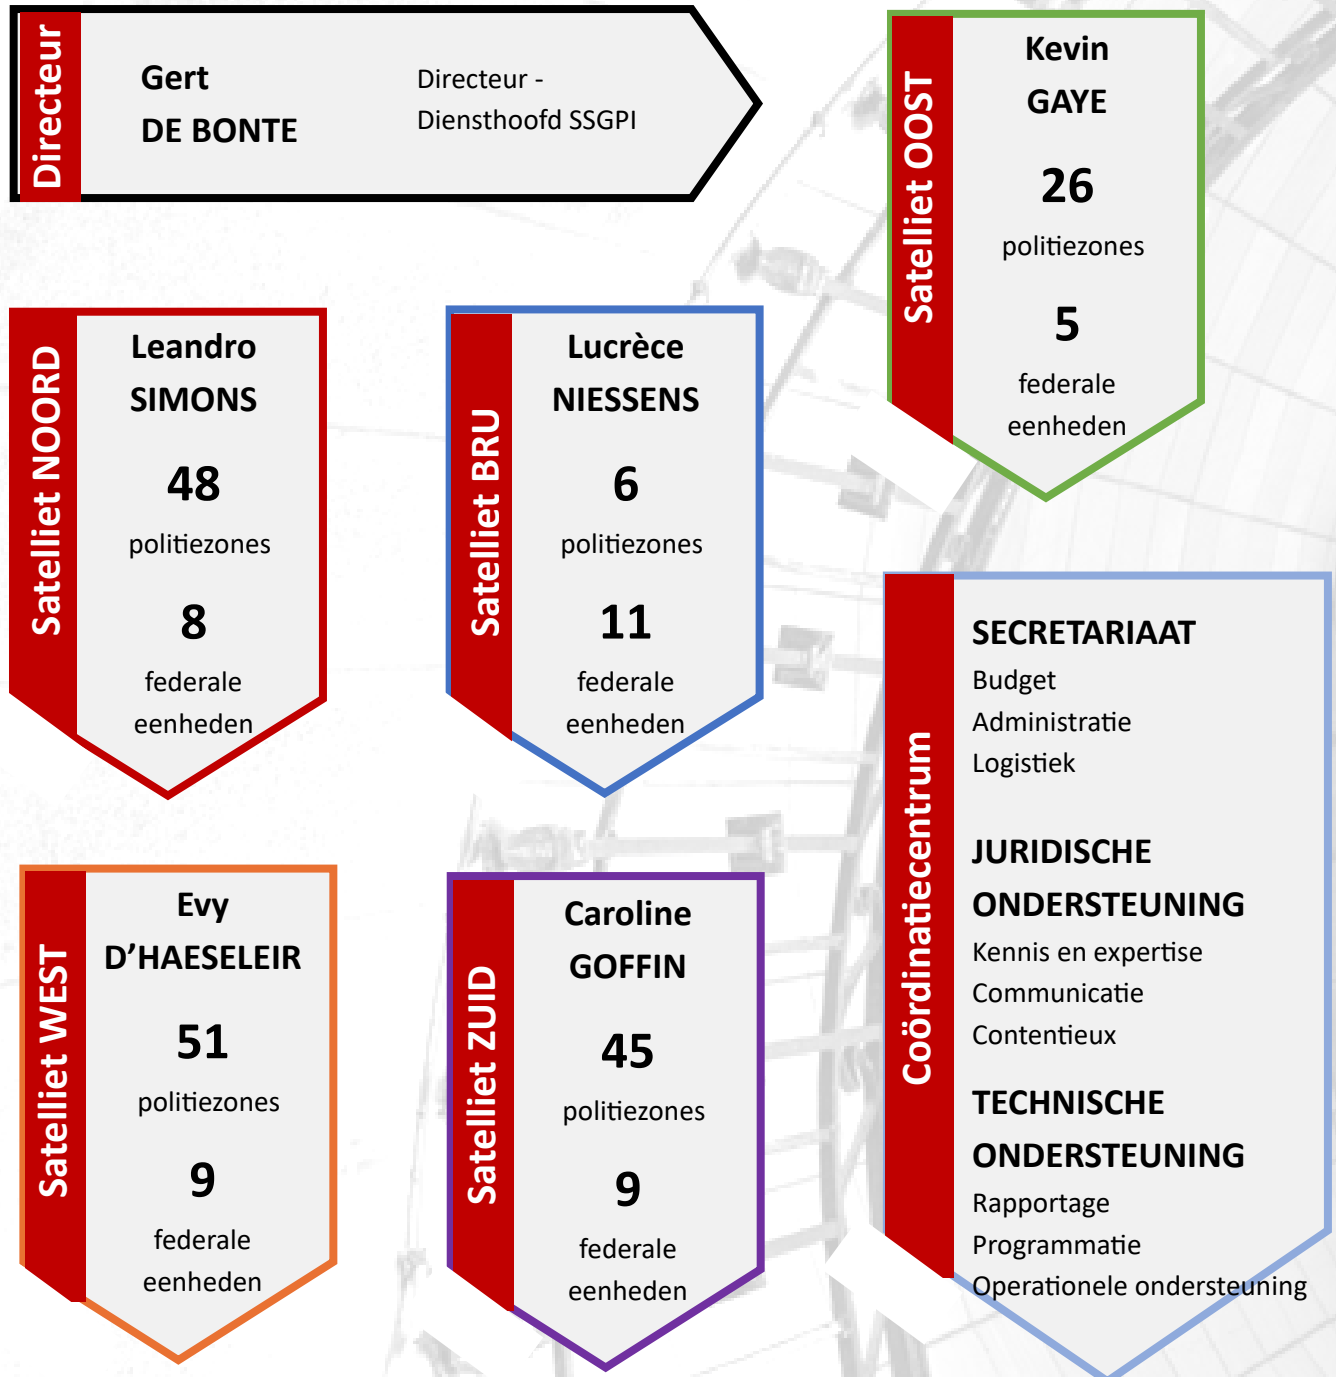 Directeur
Gert
DE BONTE
Directeur -
Diensthoofd SSGPI
Satelliet OOST
Kevin
GAYE
26
politiezones
5
federale
eenheden
Satelliet NOORD
Leandro
SIMONS
48
politiezones
8
federale
eenheden
Satelliet BRU
Lucrèce
NIESSENS
6
politiezones
11
federale
eenheden
Coördinatiecentrum
SECRETARIAAT
Budget
Administratie
Logistiek
JURIDISCHE
ONDERSTEUNING
Kennis en expertise
Communicatie
Contentieux
TECHNISCHE
ONDERSTEUNING
Rapportage
Programmatie
Operationele ondersteuning
Satelliet WEST
Evy
D’HAESELEIR
51
politiezones
9
federale
eenheden
Satelliet ZUID
Caroline
GOFFIN
45
politiezones
9
federale
eenheden